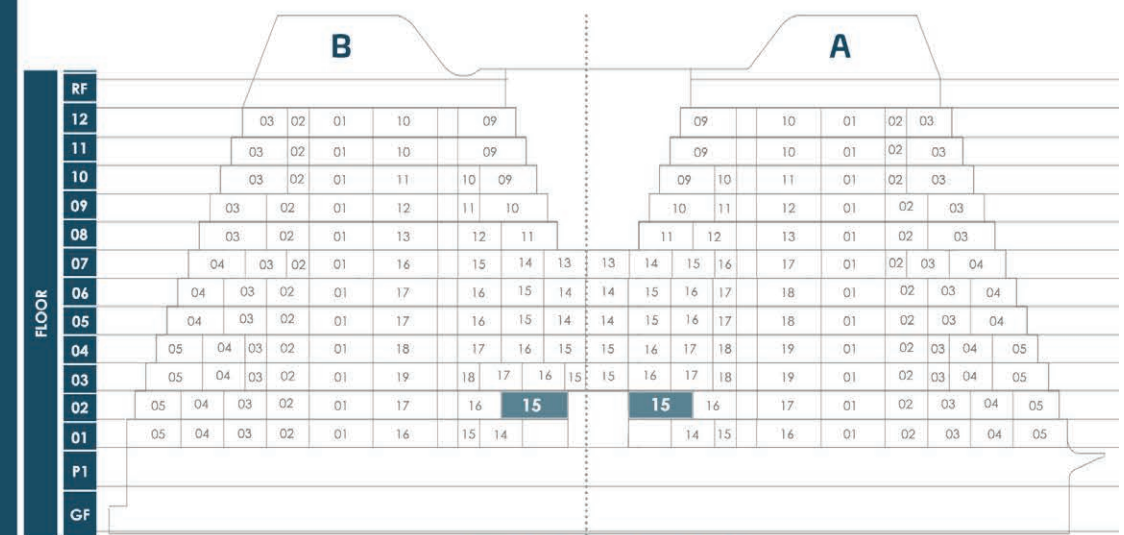 B A
FLOOR
RF
12 03 02 01 10 09 09 10 01 02 03
11 03 02 01 10 09 09 10 01 02 03
10 03 02 01 11 10 09 09 10 11 01 02 03
09 03 02 01 12 11 10 10 11 12 01 02 03
08 03 02 01 13 12 11 11 12 13 01 02 03
07 04 03 02 01 16 15 14 13 13 14 15 16 17 01 02 03 04
06 04 03 02 01 17 16 15 14 14 15 16 17 18 01 02 03 04
05 04 03 02 01 17 16 15 14 14 15 16 17 18 01 02 03 04
04 05 04 03 02 01 18 17 16 15 15 16 17 18 19 01 02 03 04 05
03 05 04 03 02 01 19 18 17 16 15 15 16 17 18 19 01 02 03 04 05
02 05 04 03 02 01 17 16 15 15 16 17 01 02 03 04 05
01 05 04 03 02 01 16 15 14 14 15 16 01 02 03 04 05
P1
GF